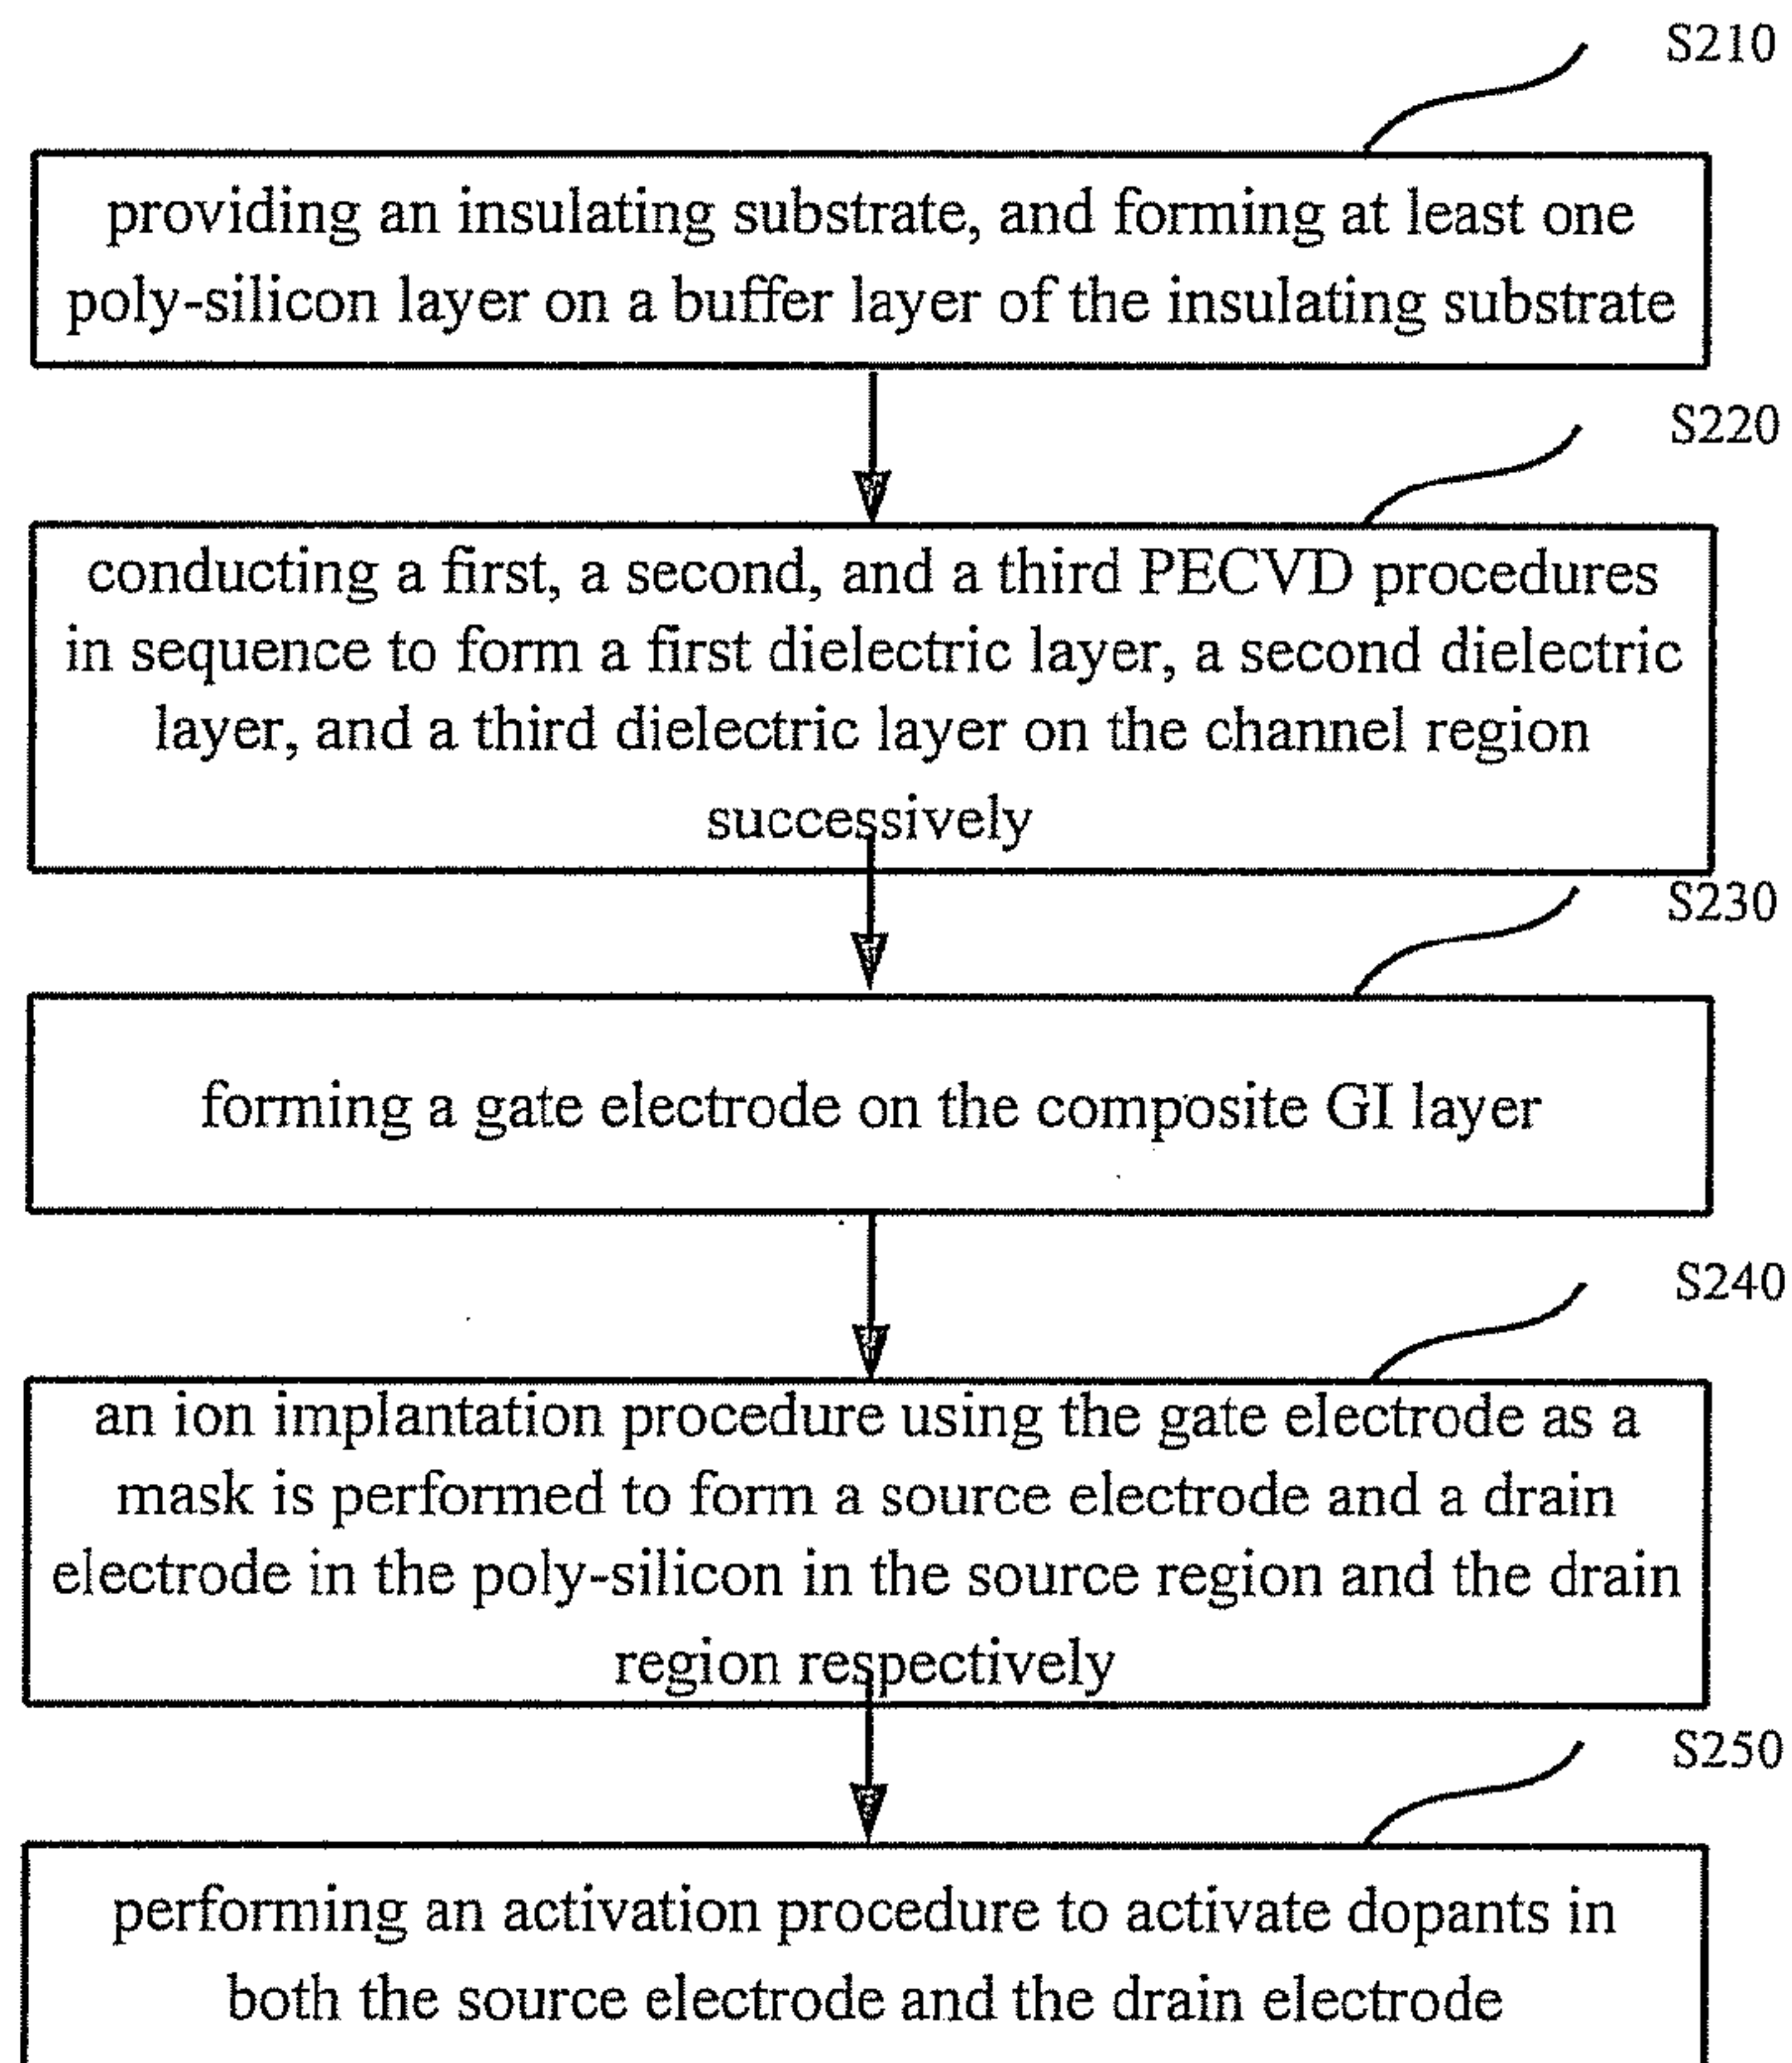 S210
providing an insulating substrate, and forming at least one
poly-silicon layer on a buffer layer of the insulating substrate
S220
conducting a first, a second, and a third PECVD procedures
in sequence to form a first dielectric layer, a second dielectric
layer, and a third dielectric layer on the channel region
successively
S230
forming a gate electrode on the composite GI layer
S240
an ion implantation procedure using the gate electrode as a
mask is performed to form a source electrode and a drain
electrode in the poly-silicon in the source region and the drain
region respectively
S250
performing an activation procedure to activate dopants in
both the source electrode and the drain electrode